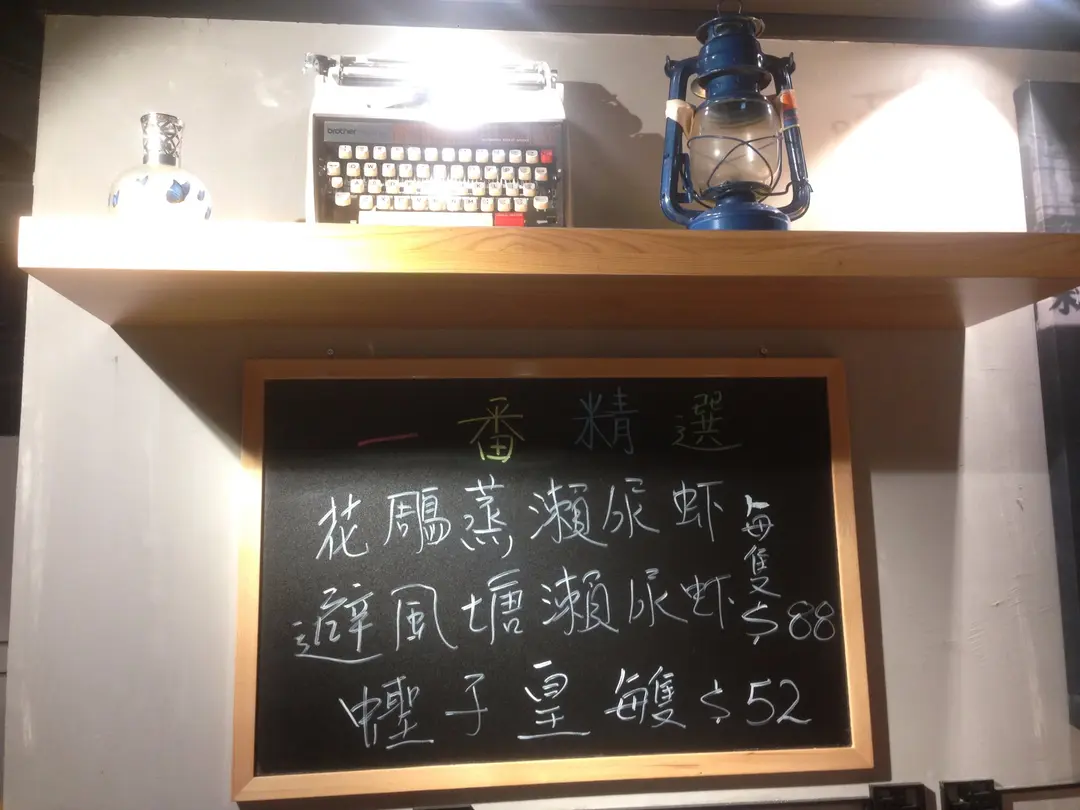 brother
一番精選
花鵰蒸瀨尿虾
避風塘瀨尿虾
每隻
$88
蟶子皇 每隻 $52